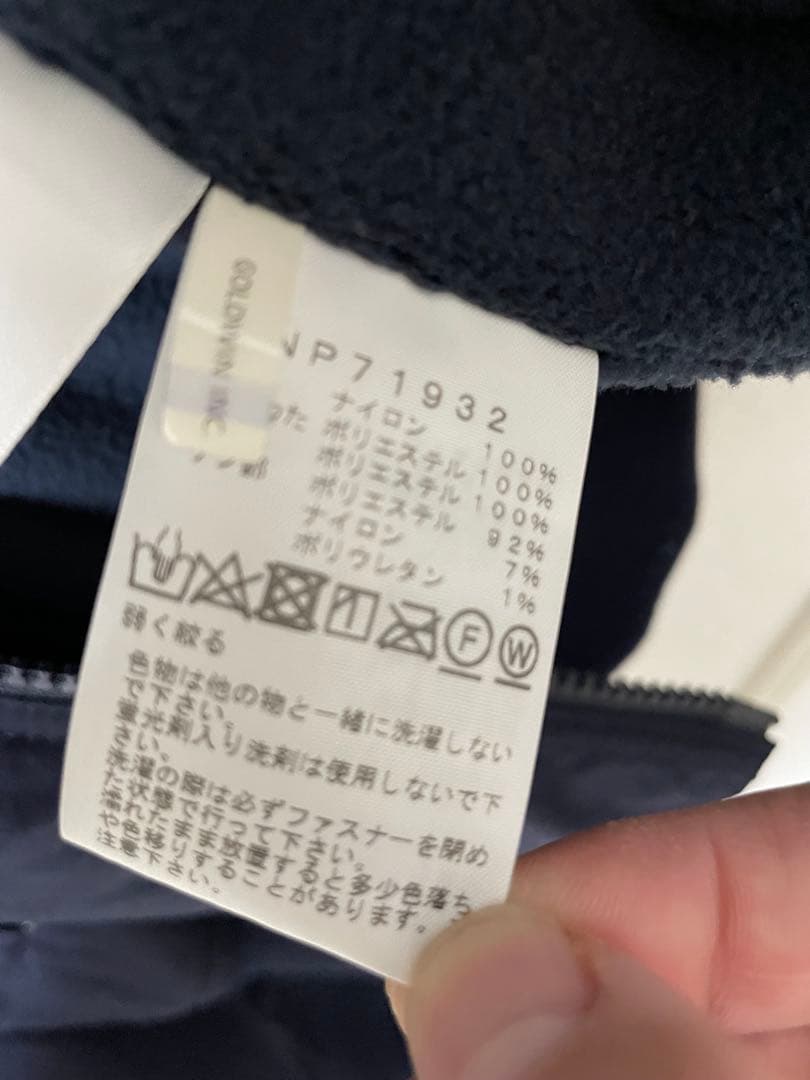 GOLDWIN INC.
NP71932
ナイロン 100%
った ポリエステル 100%
ポリエステル 100%
ポリエステル 92%
ナイロン 7%
ポリウレタン 1%
F W
弱く絞る
色物は他の物と一緒に洗濯しない
で下さい。
蛍光剤入り洗剤は使用しないで下
さい。
洗濯の際は必ずファスナーを閉め
た状態で行って下さい。
濡れたまま放置すると多少色落ち
や色移りすることがあります。
注意下さい。